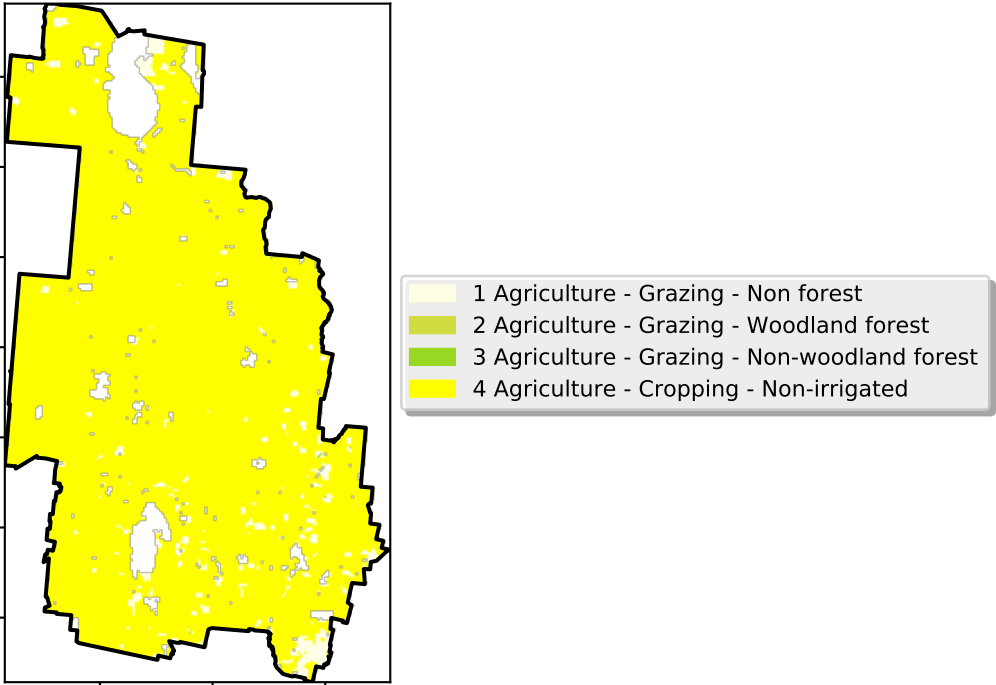 1 Agriculture - Grazing - Non forest
2 Agriculture - Grazing - Woodland forest
3 Agriculture - Grazing - Non-woodland forest
4 Agriculture - Cropping - Non-irrigated